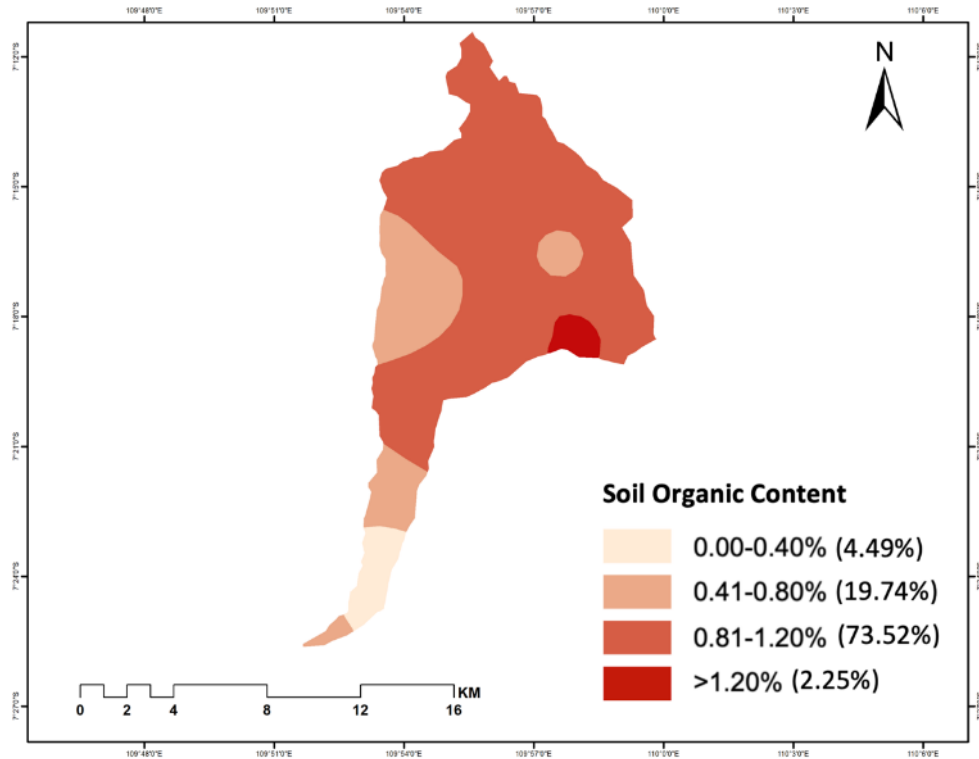 109°48'0"E 109°51'0"E 109°54'0"E 109°57'0"E 110°0'0"E 110°3'0"E 110°6'0"E
N
7°12'0"S
7°15'0"S
7°18'0"S
7°21'0"S
7°24'0"S
7°27'0"S
Soil Organic Content
0.00-0.40% (4.49%)
0.41-0.80% (19.74%)
0.81-1.20% (73.52%)
>1.20% (2.25%)
KM
0 2 4 8 12 16
109°48'0"E 109°51'0"E 109°54'0"E 109°57'0"E 110°0'0"E 110°3'0"E 110°6'0"E